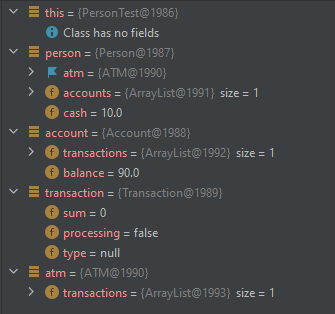 this = {PersonTest@1986}
Class has no fields
person = {Person@1987}
atm = {ATM@1990}
accounts = {ArrayList@1991} size = 1
cash = 10.0
account = {Account@1988}
transactions = {ArrayList@1992} size = 1
balance = 90.0
transaction = {Transaction@1989}
sum = 0
processing = false
type = null
atm = {ATM@1990}
transactions = {ArrayList@1993} size = 1